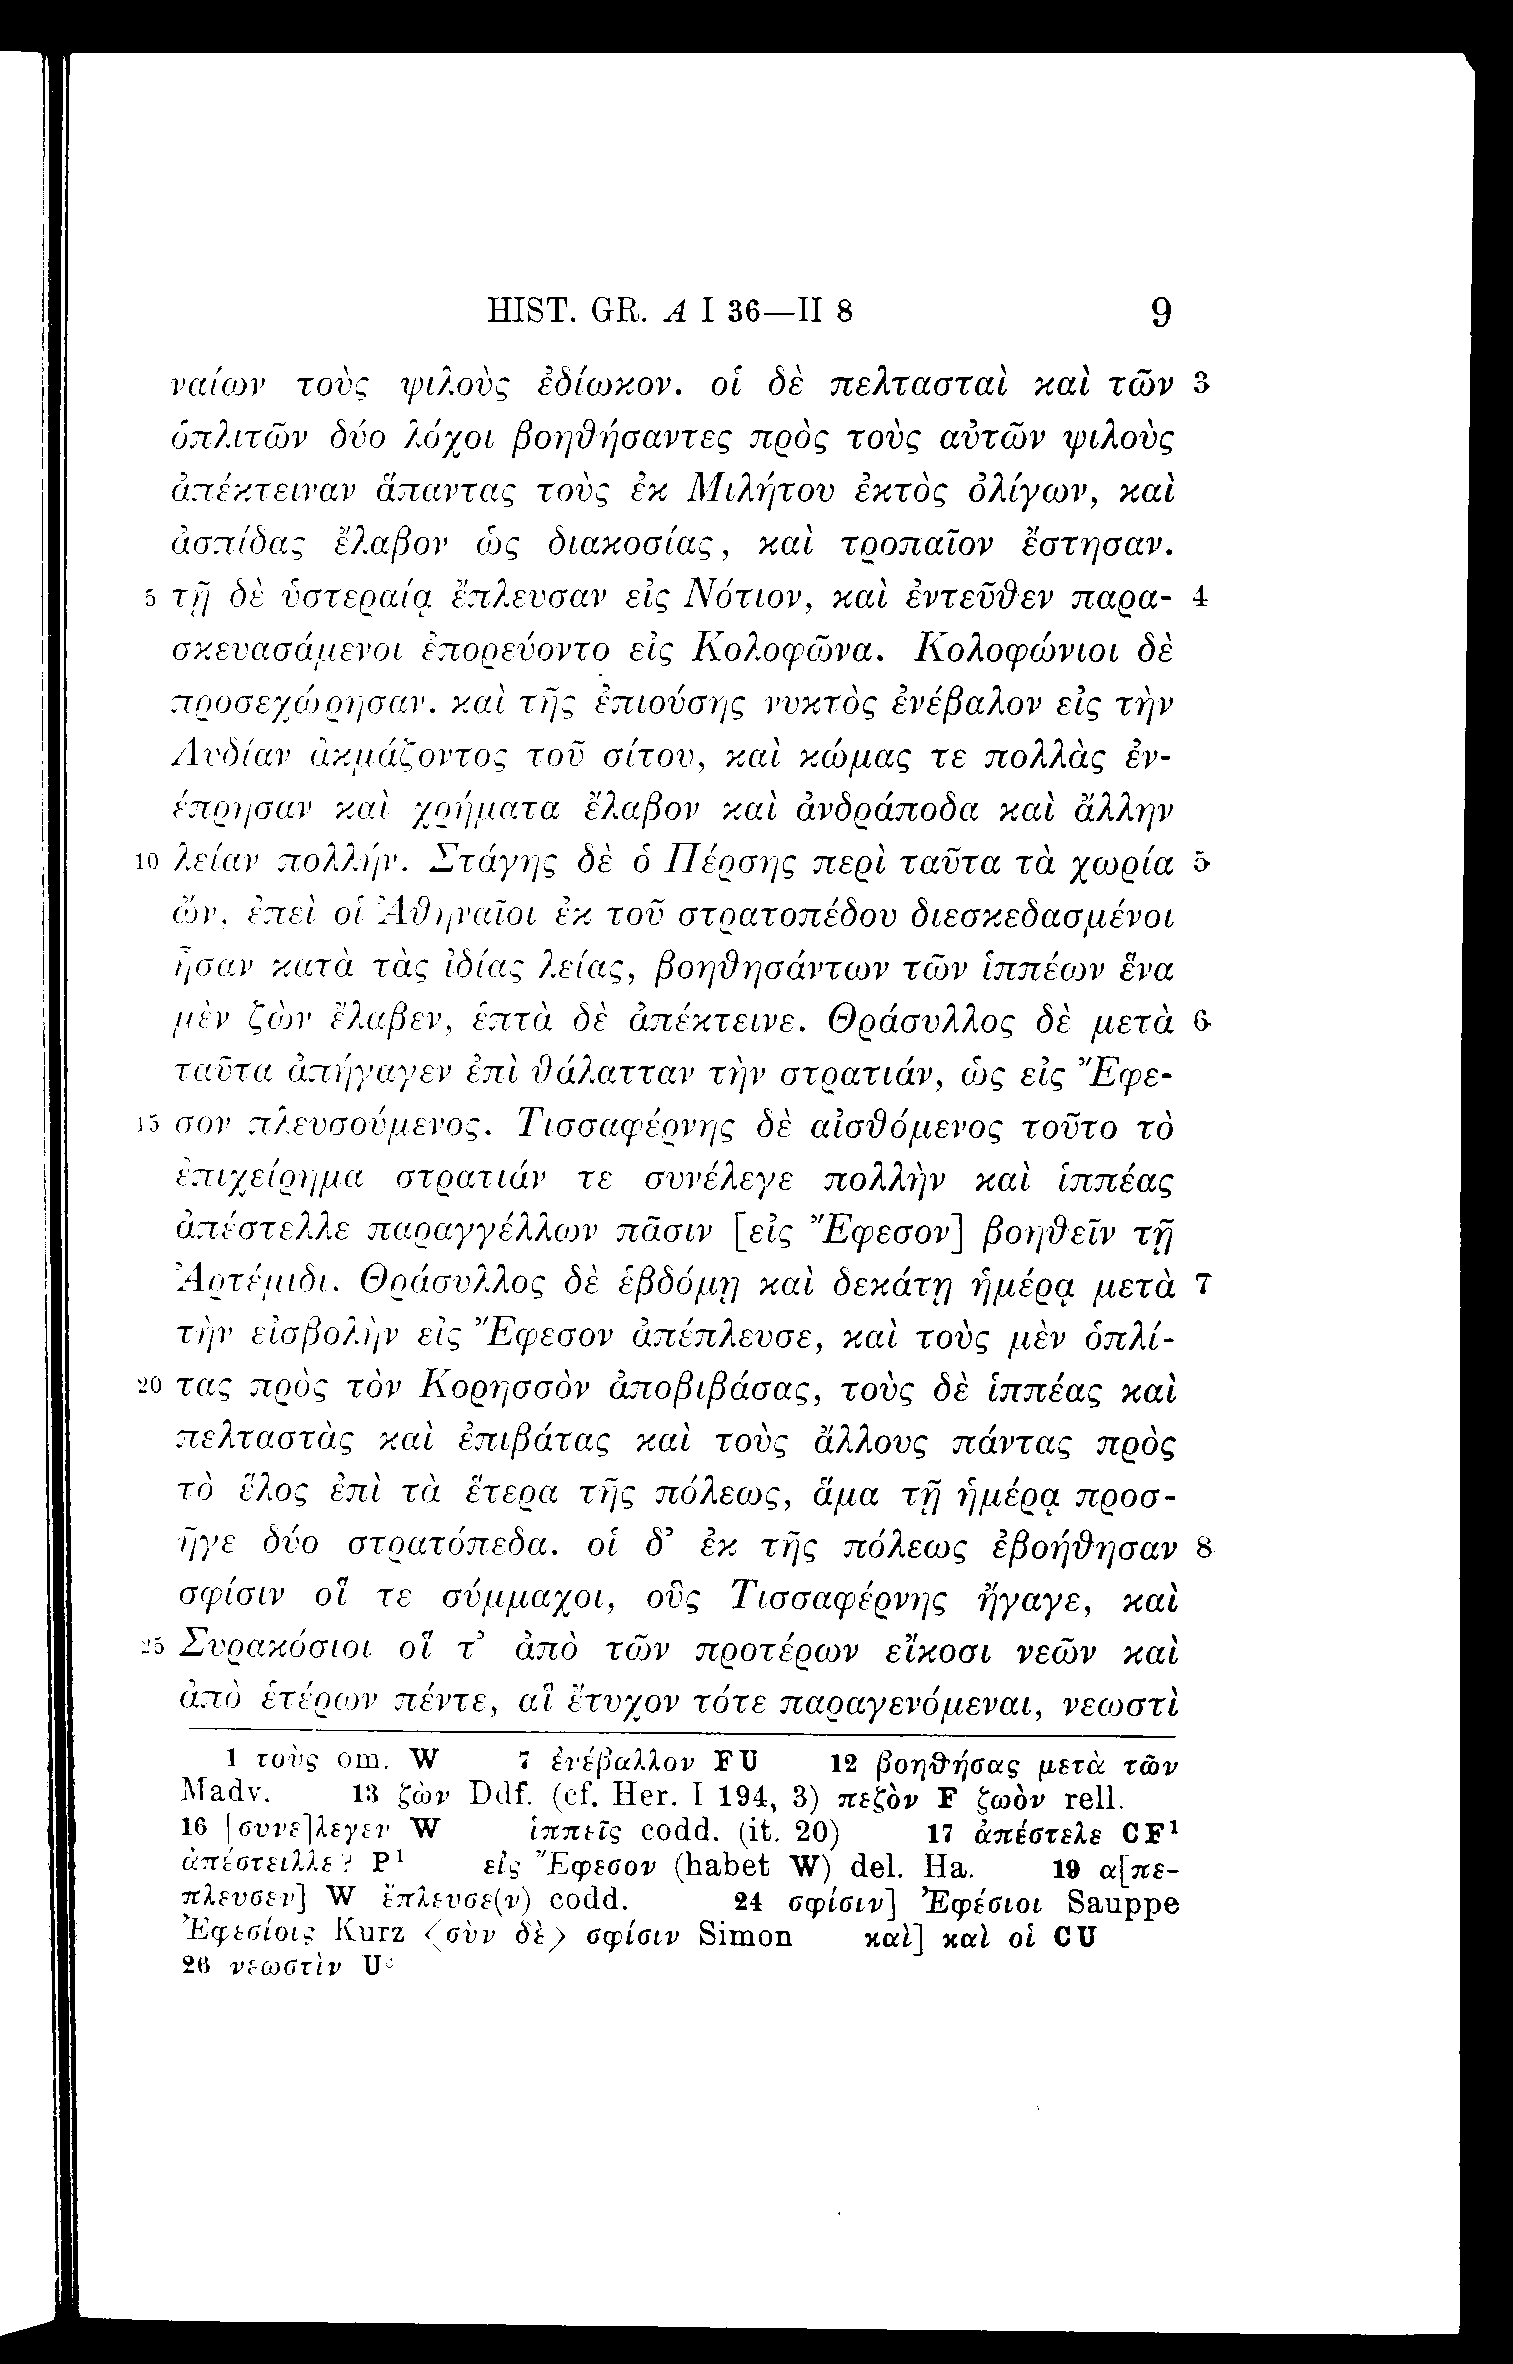 HIST. GR. A I 36—II 8 9
ναίων τοὺς ψιλοὺς ἐδίωκον. οἱ δὲ πελτασταὶ καὶ τῶν 3
ὁπλιτῶν δύο λόχοι βοηθήσαντες πρὸς τοὺς αὑτῶν ψιλοὺς
ἀπέκτειναν ἅπαντας τοὺς ἐκ Μιλήτου ἐκτὸς ὀλίγων, καὶ
ἀσπίδας ἔλαβον ὡς διακοσίας, καὶ τροπαῖον ἔστησαν.
5 τῇ δὲ ὑστεραίᾳ ἔπλευσαν εἰς Νότιον, καὶ ἐντεῦθεν παρα- 4
σκευασάμενοι ἐπορεύοντο εἰς Κολοφῶνα. Κολοφώνιοι δὲ
προσεχώρησαν. καὶ τῆς ἐπιούσης νυκτὸς ἐνέβαλον εἰς τὴν
Λυδίαν ἀκμάζοντος τοῦ σίτου, καὶ κώμας τε πολλὰς ἐν-
έπρησαν καὶ χρήματα ἔλαβον καὶ ἀνδράποδα καὶ ἄλλην
10 λείαν πολλήν. Στάγης δὲ ὁ Πέρσης περὶ ταῦτα τὰ χωρία 5
ὤν, ἐπεὶ οἱ Ἀθηναῖοι ἐκ τοῦ στρατοπέδου διεσκεδασμένοι
ἦσαν κατὰ τὰς ἰδίας λείας, βοηθησάντων τῶν ἱππέων ἕνα
μὲν ζὼν ἔλαβεν, ἑπτὰ δὲ ἀπέκτεινε. Θράσυλλος δὲ μετὰ 6
ταῦτα ἀπήγαγεν ἐπὶ θάλατταν τὴν στρατιάν, ὡς εἰς Ἔφε-
15 σον πλευσούμενος. Τισσαφέρνης δὲ αἰσθόμενος τοῦτο τὸ
ἐπιχείρημα στρατιάν τε συνέλεγε πολλὴν καὶ ἱππέας
ἀπέστελλε παραγγέλλων πᾶσιν [εἰς Ἔφεσον] βοηθεῖν τῇ
Ἀρτέμιδι. Θράσυλλος δὲ ἑβδόμῃ καὶ δεκάτῃ ἡμέρᾳ μετὰ 7
τὴν εἰσβολὴν εἰς Ἔφεσον ἀπέπλευσε, καὶ τοὺς μὲν ὁπλί-
20 τας πρὸς τὸν Κορησσὸν ἀποβιβάσας, τοὺς δὲ ἱππέας καὶ
πελταστὰς καὶ ἐπιβάτας καὶ τοὺς ἄλλους πάντας πρὸς
τὸ ἕλος ἐπὶ τὰ ἕτερα τῆς πόλεως, ἅμα τῇ ἡμέρᾳ προσ-
ῆγε δύο στρατόπεδα. οἱ δ’ ἐκ τῆς πόλεως ἐβοήθησαν 8
σφίσιν οἵ τε σύμμαχοι, οὓς Τισσαφέρνης ἤγαγε, καὶ
25 Συρακόσιοι οἵ τ’ ἀπὸ τῶν προτέρων εἴκοσι νεῶν καὶ
ἀπὸ ἑτέρων πέντε, αἳ ἔτυχον τότε παραγενόμεναι, νεωστὶ
1 τοὺς om. W 7 ἐνέβαλλον FU 12 βοηθήσας μετὰ τῶν
Madv. 13 ζὼν Ddf. (cf. Her. I 194, 3) πεζὸν F ζωὸν rell.
16 [συνε]λεγεν W ἱππεῖς codd. (it. 20) 17 ἀπέστελε CF¹
ἀπέστειλλε? P¹ εἰς Ἔφεσον (habet W) del. Ha. 19 α[πε-
πλευσεν] W ἔπλευσε(ν) codd. 24 σφίσιν] Ἐφέσιοι Sauppe
Ἐφεσίοις Kurz <σὺν δὲ> σφίσιν Simon καὶ] καὶ οἱ CU
26 νεωστὶν U